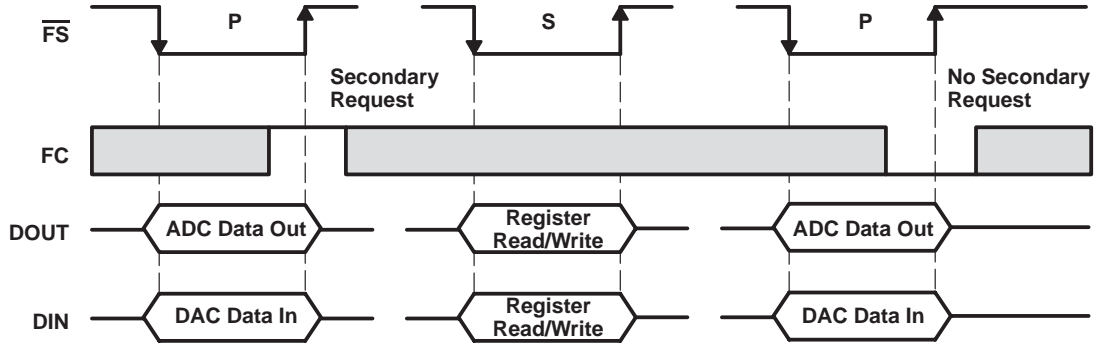 FS
P
S
P
Secondary
Request
No Secondary
Request
FC
DOUT
ADC Data Out
Register
Read/Write
ADC Data Out
DIN
DAC Data In
Register
Read/Write
DAC Data In